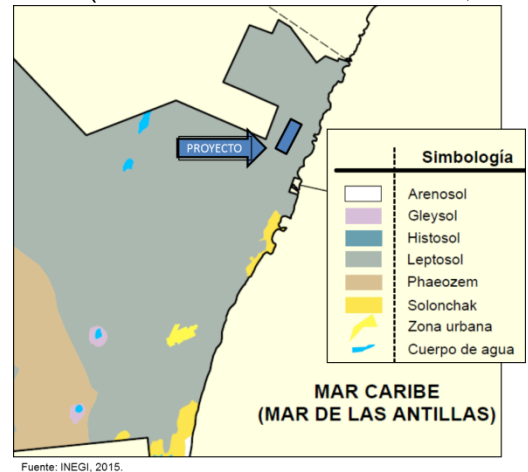 PROYECTO
Simbología
Arenosol
Gleysol
Histosol
Leptosol
Phaeozem
Solonchak
Zona urbana
Cuerpo de agua
MAR CARIBE
(MAR DE LAS ANTILLAS)
Fuente: INEGI, 2015.